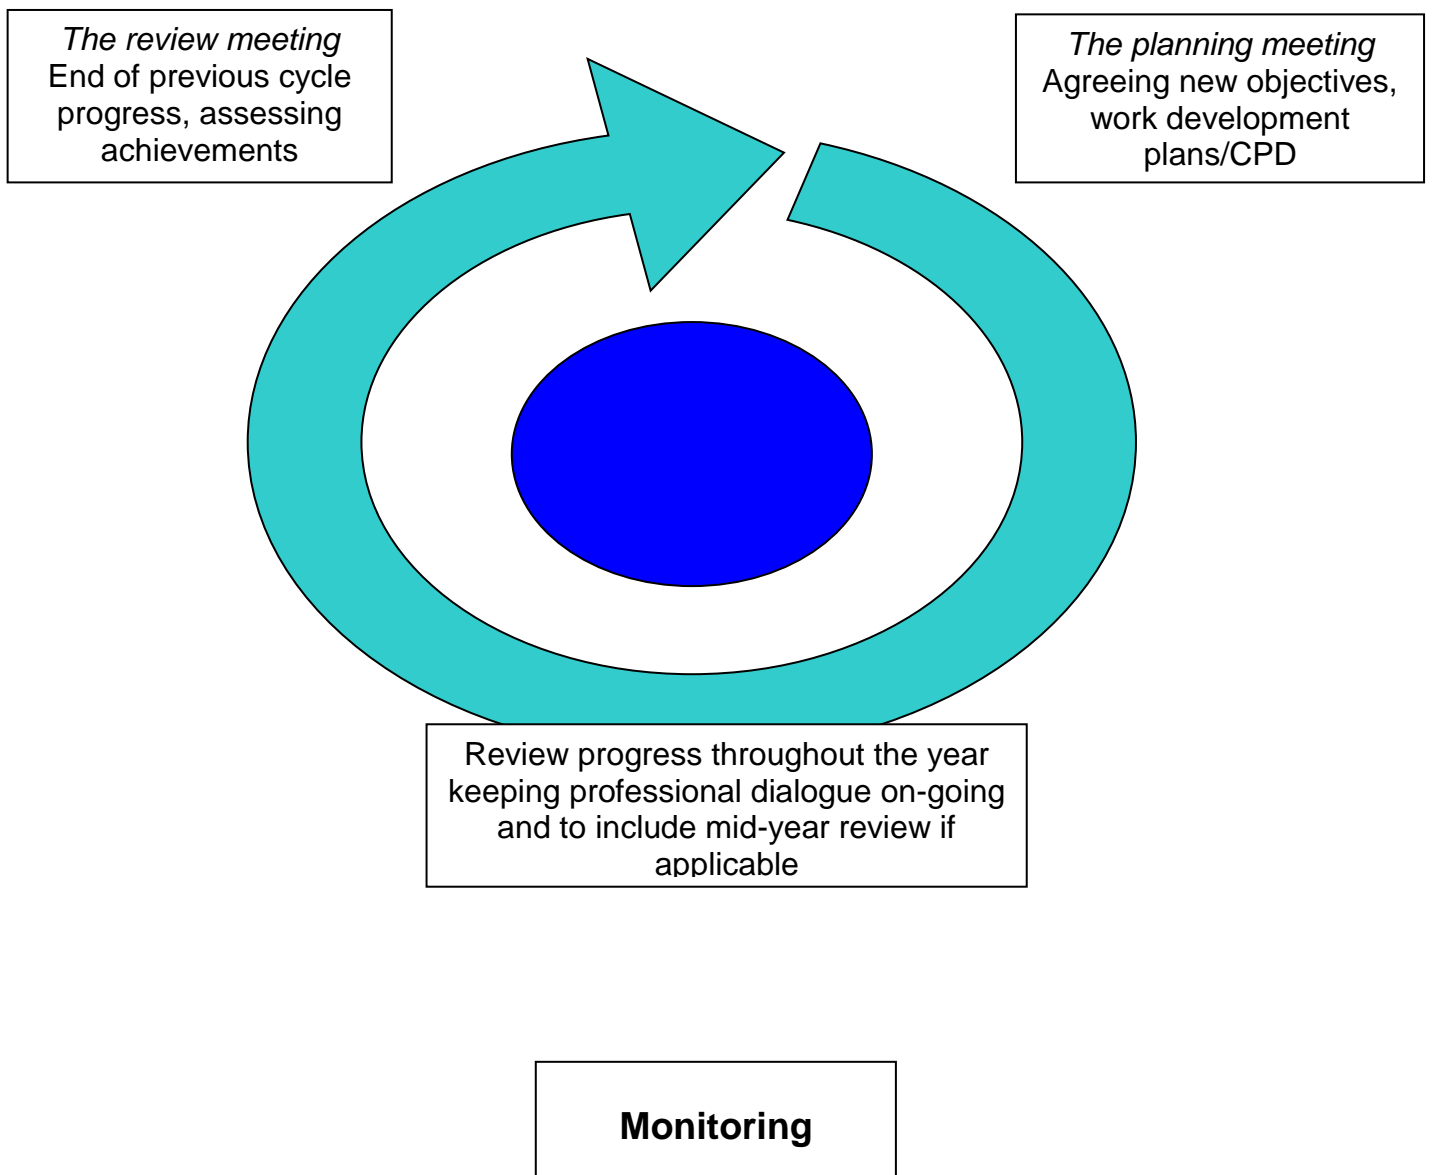 The review meeting
End of previous cycle
progress, assessing
achievements
The planning meeting
Agreeing new objectives,
work development
plans/CPD
Review progress throughout the year
keeping professional dialogue on-going
and to include mid-year review if
applicable
Monitoring